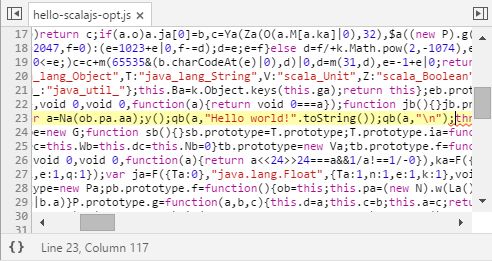 hello-scalajs-opt.js ×
17 )return c;if(a.o)a.ja[0]=b,c=Ya(Za(O(a.M[a.ka]|0),32),$a((new P).g(
18 2047,f=0):(e=1023+e|0,f-=d);d=e;e=f}else d=f/+k.Math.pow(2,-1074),e
19 0<=e;)c=c+m(65535&(b.charCodeAt(e)|0),d)|0,d=m(31,d),e=-1+e|0;retur
20 _lang_Object",T:"java_lang_String",V:"scala_Unit",Z:"scala_Boolean"
21 _:"java_util_"};this.Ba=k.Object.keys(this.ga);return this};eb.prot
22 ,void 0,void 0,function(a){return void 0===a});function jb(){}jb.pr
23 r a=Na(ob.pa.aa);y();qb(a,"Hello world!".toString());qb(a,"\n");thr
24 e=new G;function sb(){}sb.prototype=T.prototype;T.prototype.ia=func
25 c=this.Wb=this.dc=this.Nb=0}tb.prototype=new Va;tb.prototype.f=func
26 void 0,void 0,function(a){return a<<24>>24===a&&1/a!==1/-0}),ka=F({
27 ,e:1,q:1});var ja=F({Ta:0},"java.lang.Float",{Ta:1,n:1,e:1,k:1},voi
28 ype=new Pa;pb.prototype.f=function(){ob=this;this.pa=(new N).w(La()
29 |b.a)}P.prototype.g=function(a,b,c){this.d=a;this.c=b;this.a=c;retu
30
{} Line 23, Column 117